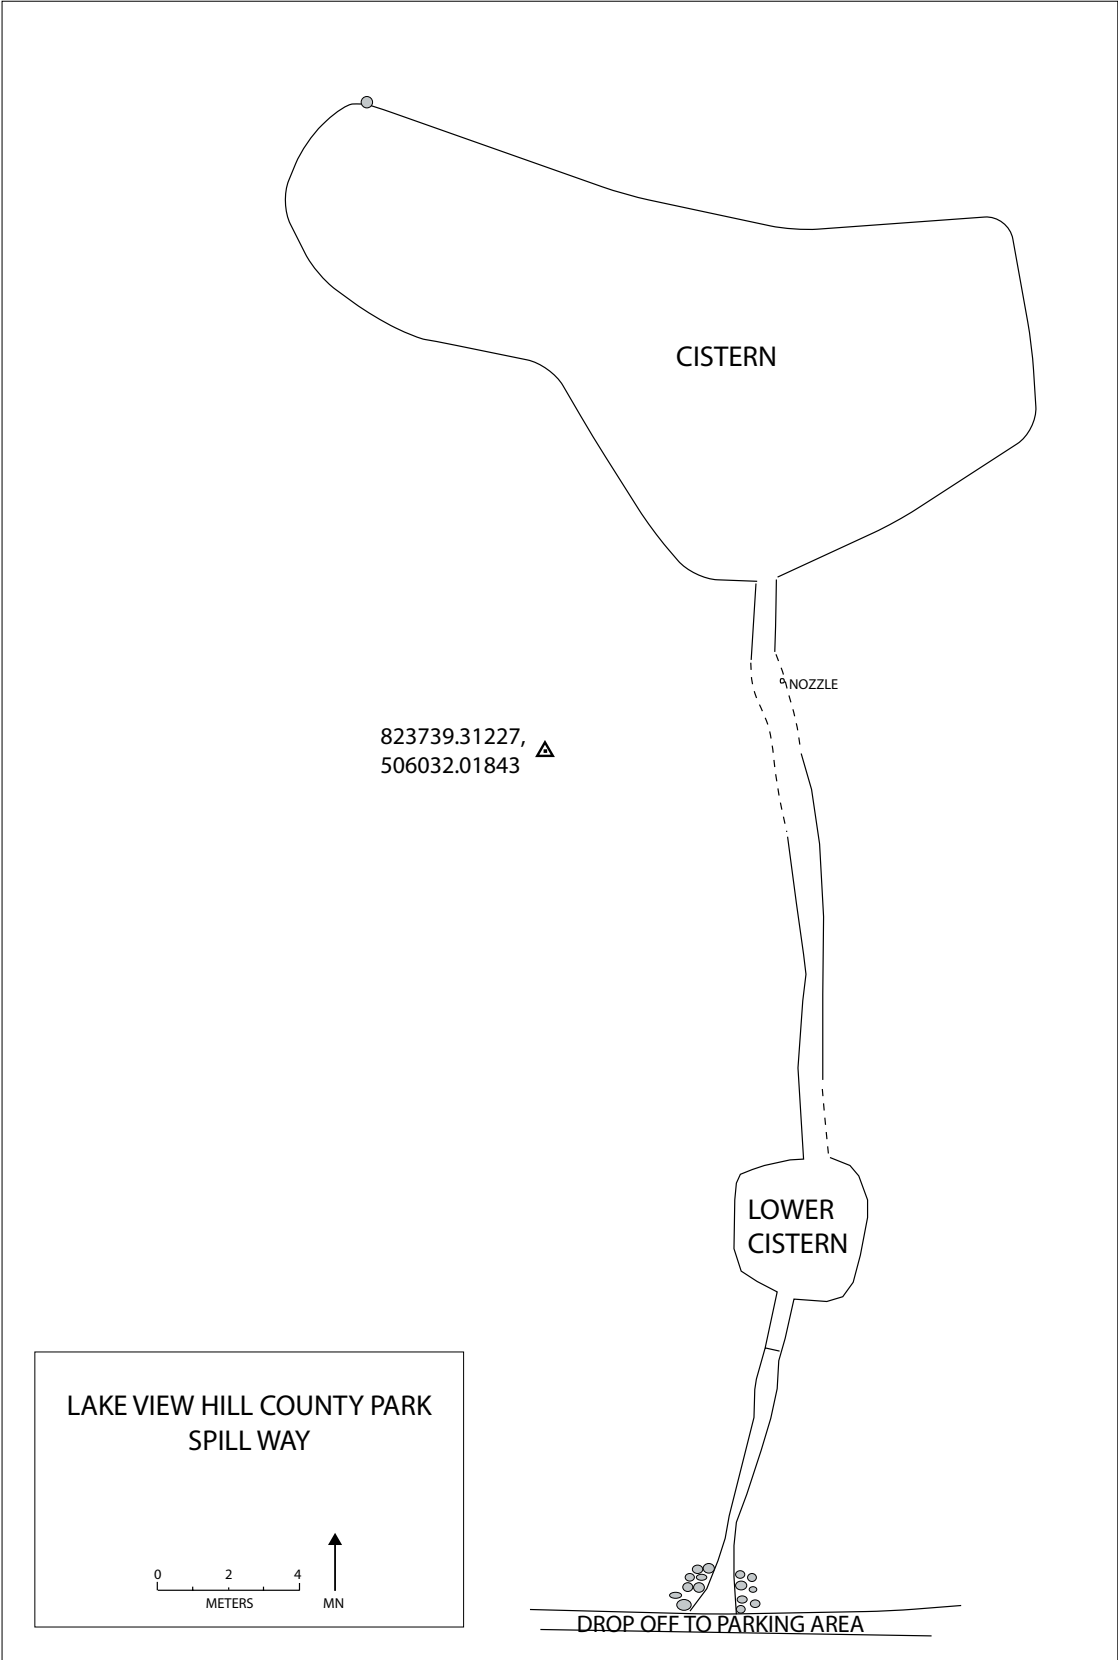 CISTERN
NOZZLE
823739.31227,
506032.01843
LOWER
CISTERN
LAKE VIEW HILL COUNTY PARK
SPILL WAY
0 2 4
METERS MN
DROP OFF TO PARKING AREA